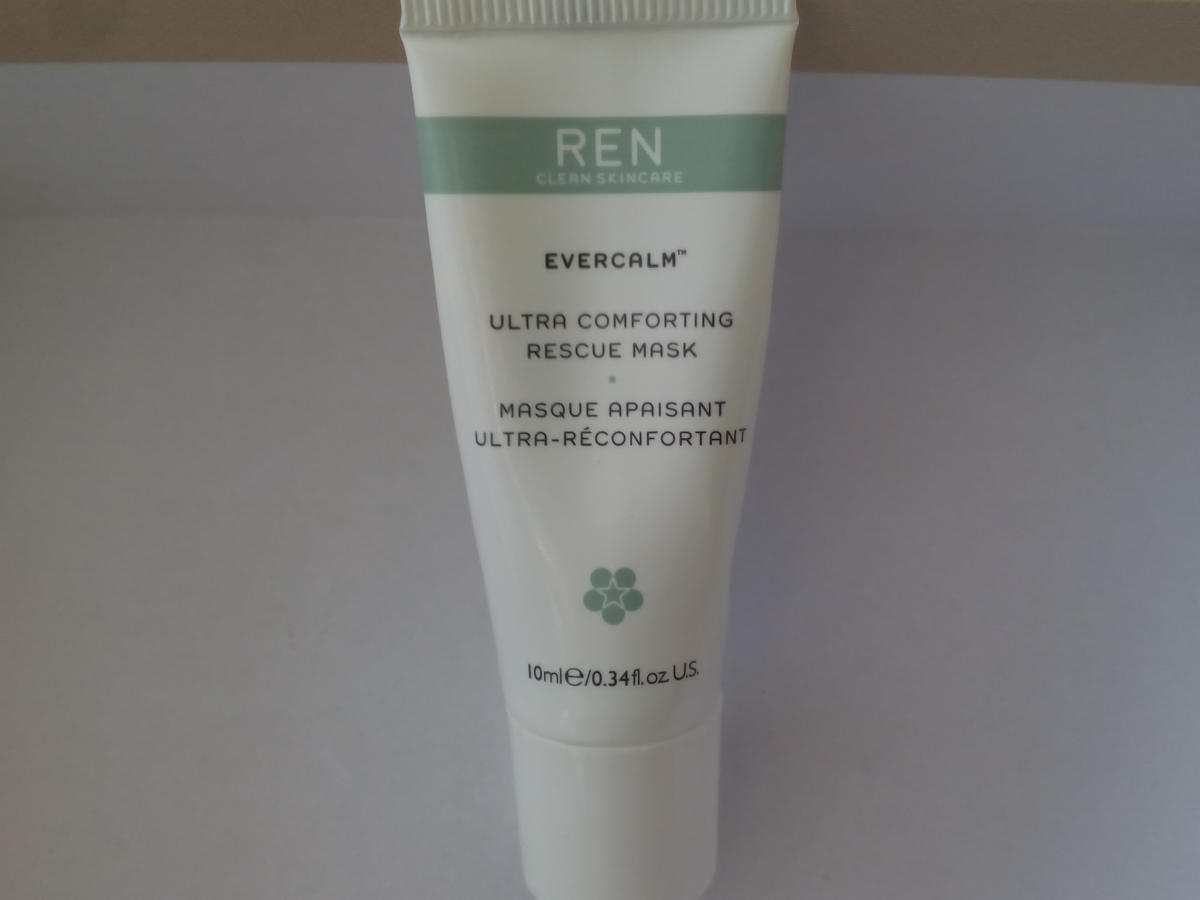 REN
CLEAN SKINCARE
EVERCALM™
ULTRA COMFORTING
RESCUE MASK
MASQUE APAISANT
ULTRA-RÉCONFORTANT
10ml℮/0.34fl.oz U.S.